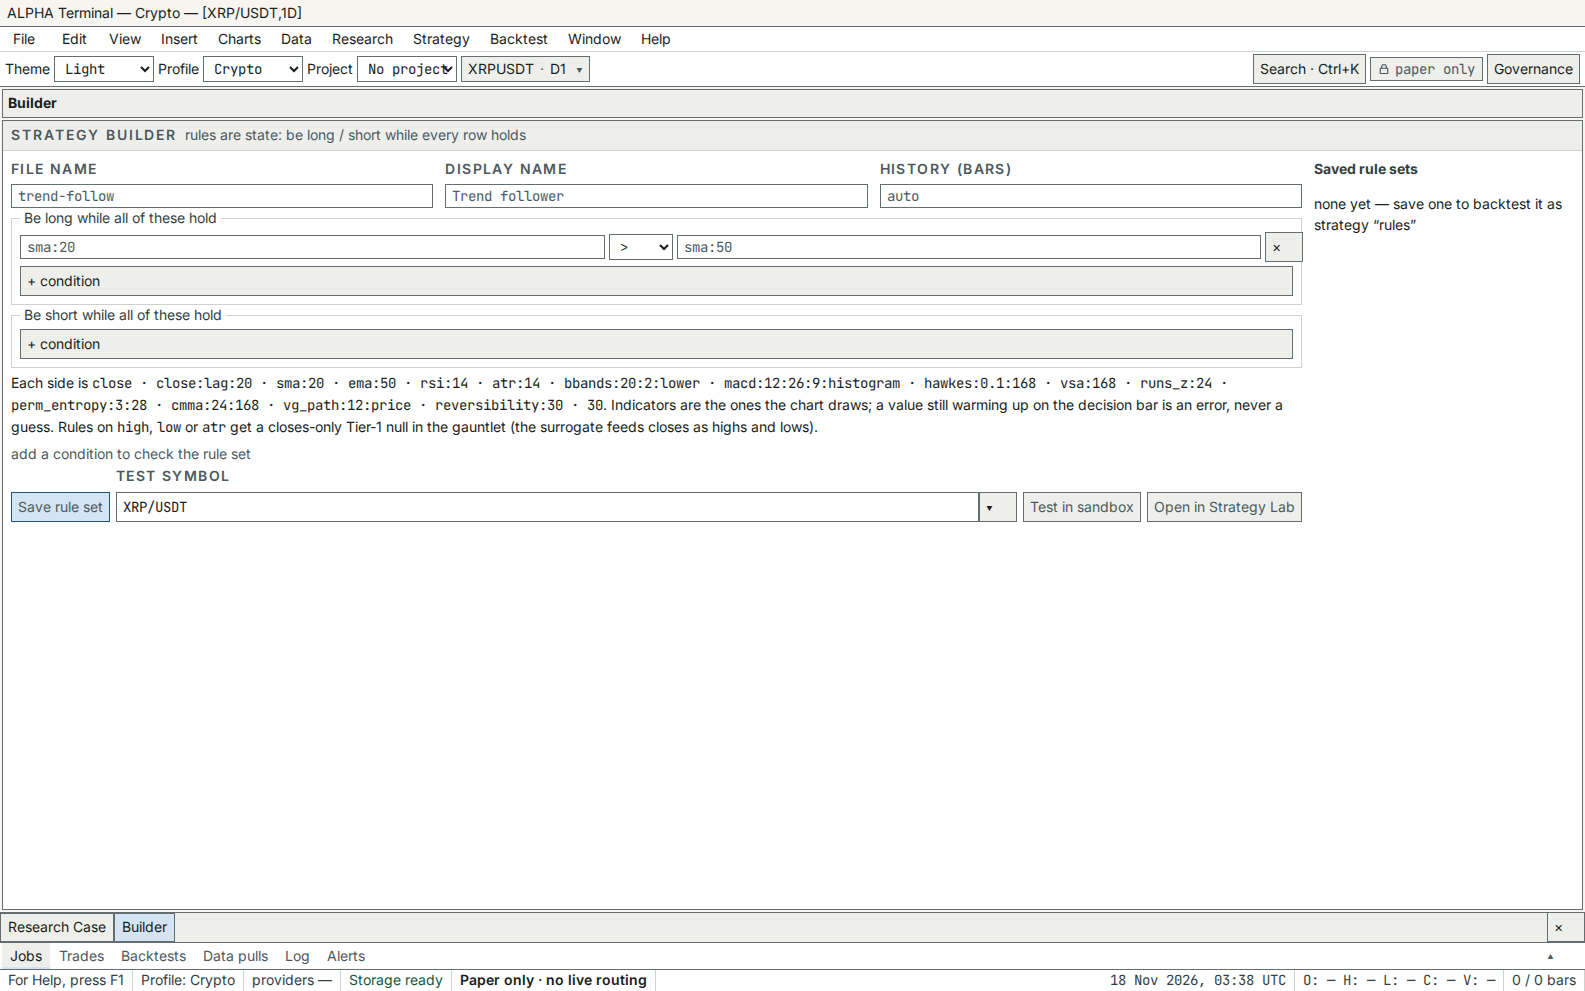 ALPHA Terminal — Crypto — [XRP/USDT,1D]
File Edit View Insert Charts Data Research Strategy Backtest Window Help
Theme Light Profile Crypto Project No project XRPUSDT · D1 ▾ Search · Ctrl+K paper only Governance
Builder
STRATEGY BUILDER rules are state: be long / short while every row holds
FILE NAME DISPLAY NAME HISTORY (BARS) Saved rule sets
trend-follow Trend follower auto
none yet — save one to backtest it as
strategy “rules”
Be long while all of these hold
sma:20 > sma:50 ×
+ condition
Be short while all of these hold
+ condition
Each side is close · close:lag:20 · sma:20 · ema:50 · rsi:14 · atr:14 · bbands:20:2:lower · macd:12:26:9:histogram · hawkes:0.1:168 · vsa:168 · runs_z:24 ·
perm_entropy:3:28 · cmma:24:168 · vg_path:12:price · reversibility:30 · 30. Indicators are the ones the chart draws; a value still warming up on the decision bar is an error, never a
guess. Rules on high, low or atr get a closes-only Tier-1 null in the gauntlet (the surrogate feeds closes as highs and lows).
add a condition to check the rule set
TEST SYMBOL
Save rule set XRP/USDT ▾ Test in sandbox Open in Strategy Lab
Research Case Builder ×
Jobs Trades Backtests Data pulls Log Alerts ▴
For Help, press F1 Profile: Crypto providers — Storage ready Paper only · no live routing 18 Nov 2026, 03:38 UTC O: — H: — L: — C: — V: — 0 / 0 bars